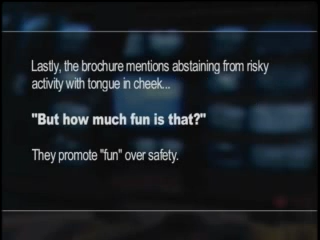 Lastly, the brochure mentions abstaining from risky
activity with tongue in cheek...
"But how much fun is that?"
They promote "fun" over safety.